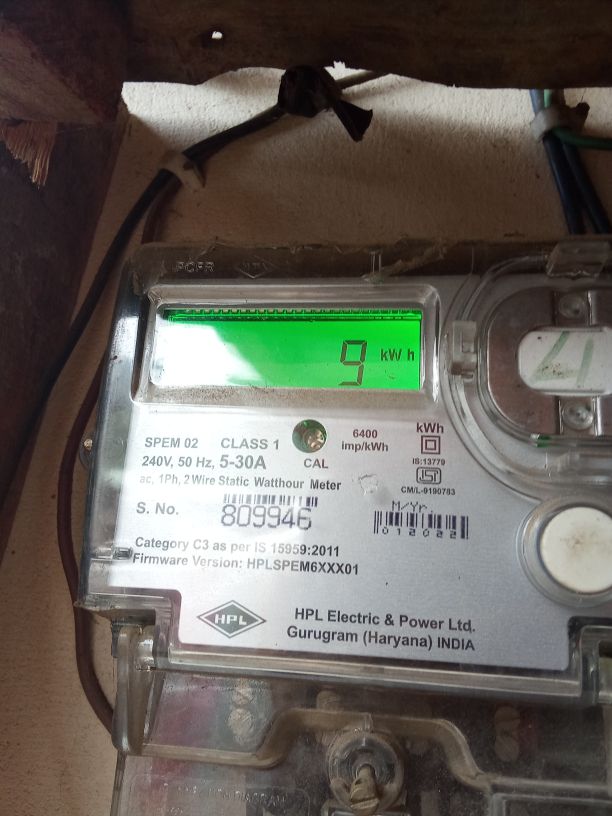 9 kWh
SPEM 02 CLASS 1
240V, 50 Hz, 5-30A
ac, 1Ph, 2 Wire Static Watthour Meter
CAL
6400
imp/kWh
kWh
IS:13779
ISI
CM/L-9190783
S. No.
809946
M/Yr.
012022
Category C3 as per IS 15959:2011
Firmware Version: HPLSPEM6XXX01
HPL
HPL Electric & Power Ltd.
Gurugram (Haryana) INDIA
DIAGRAM